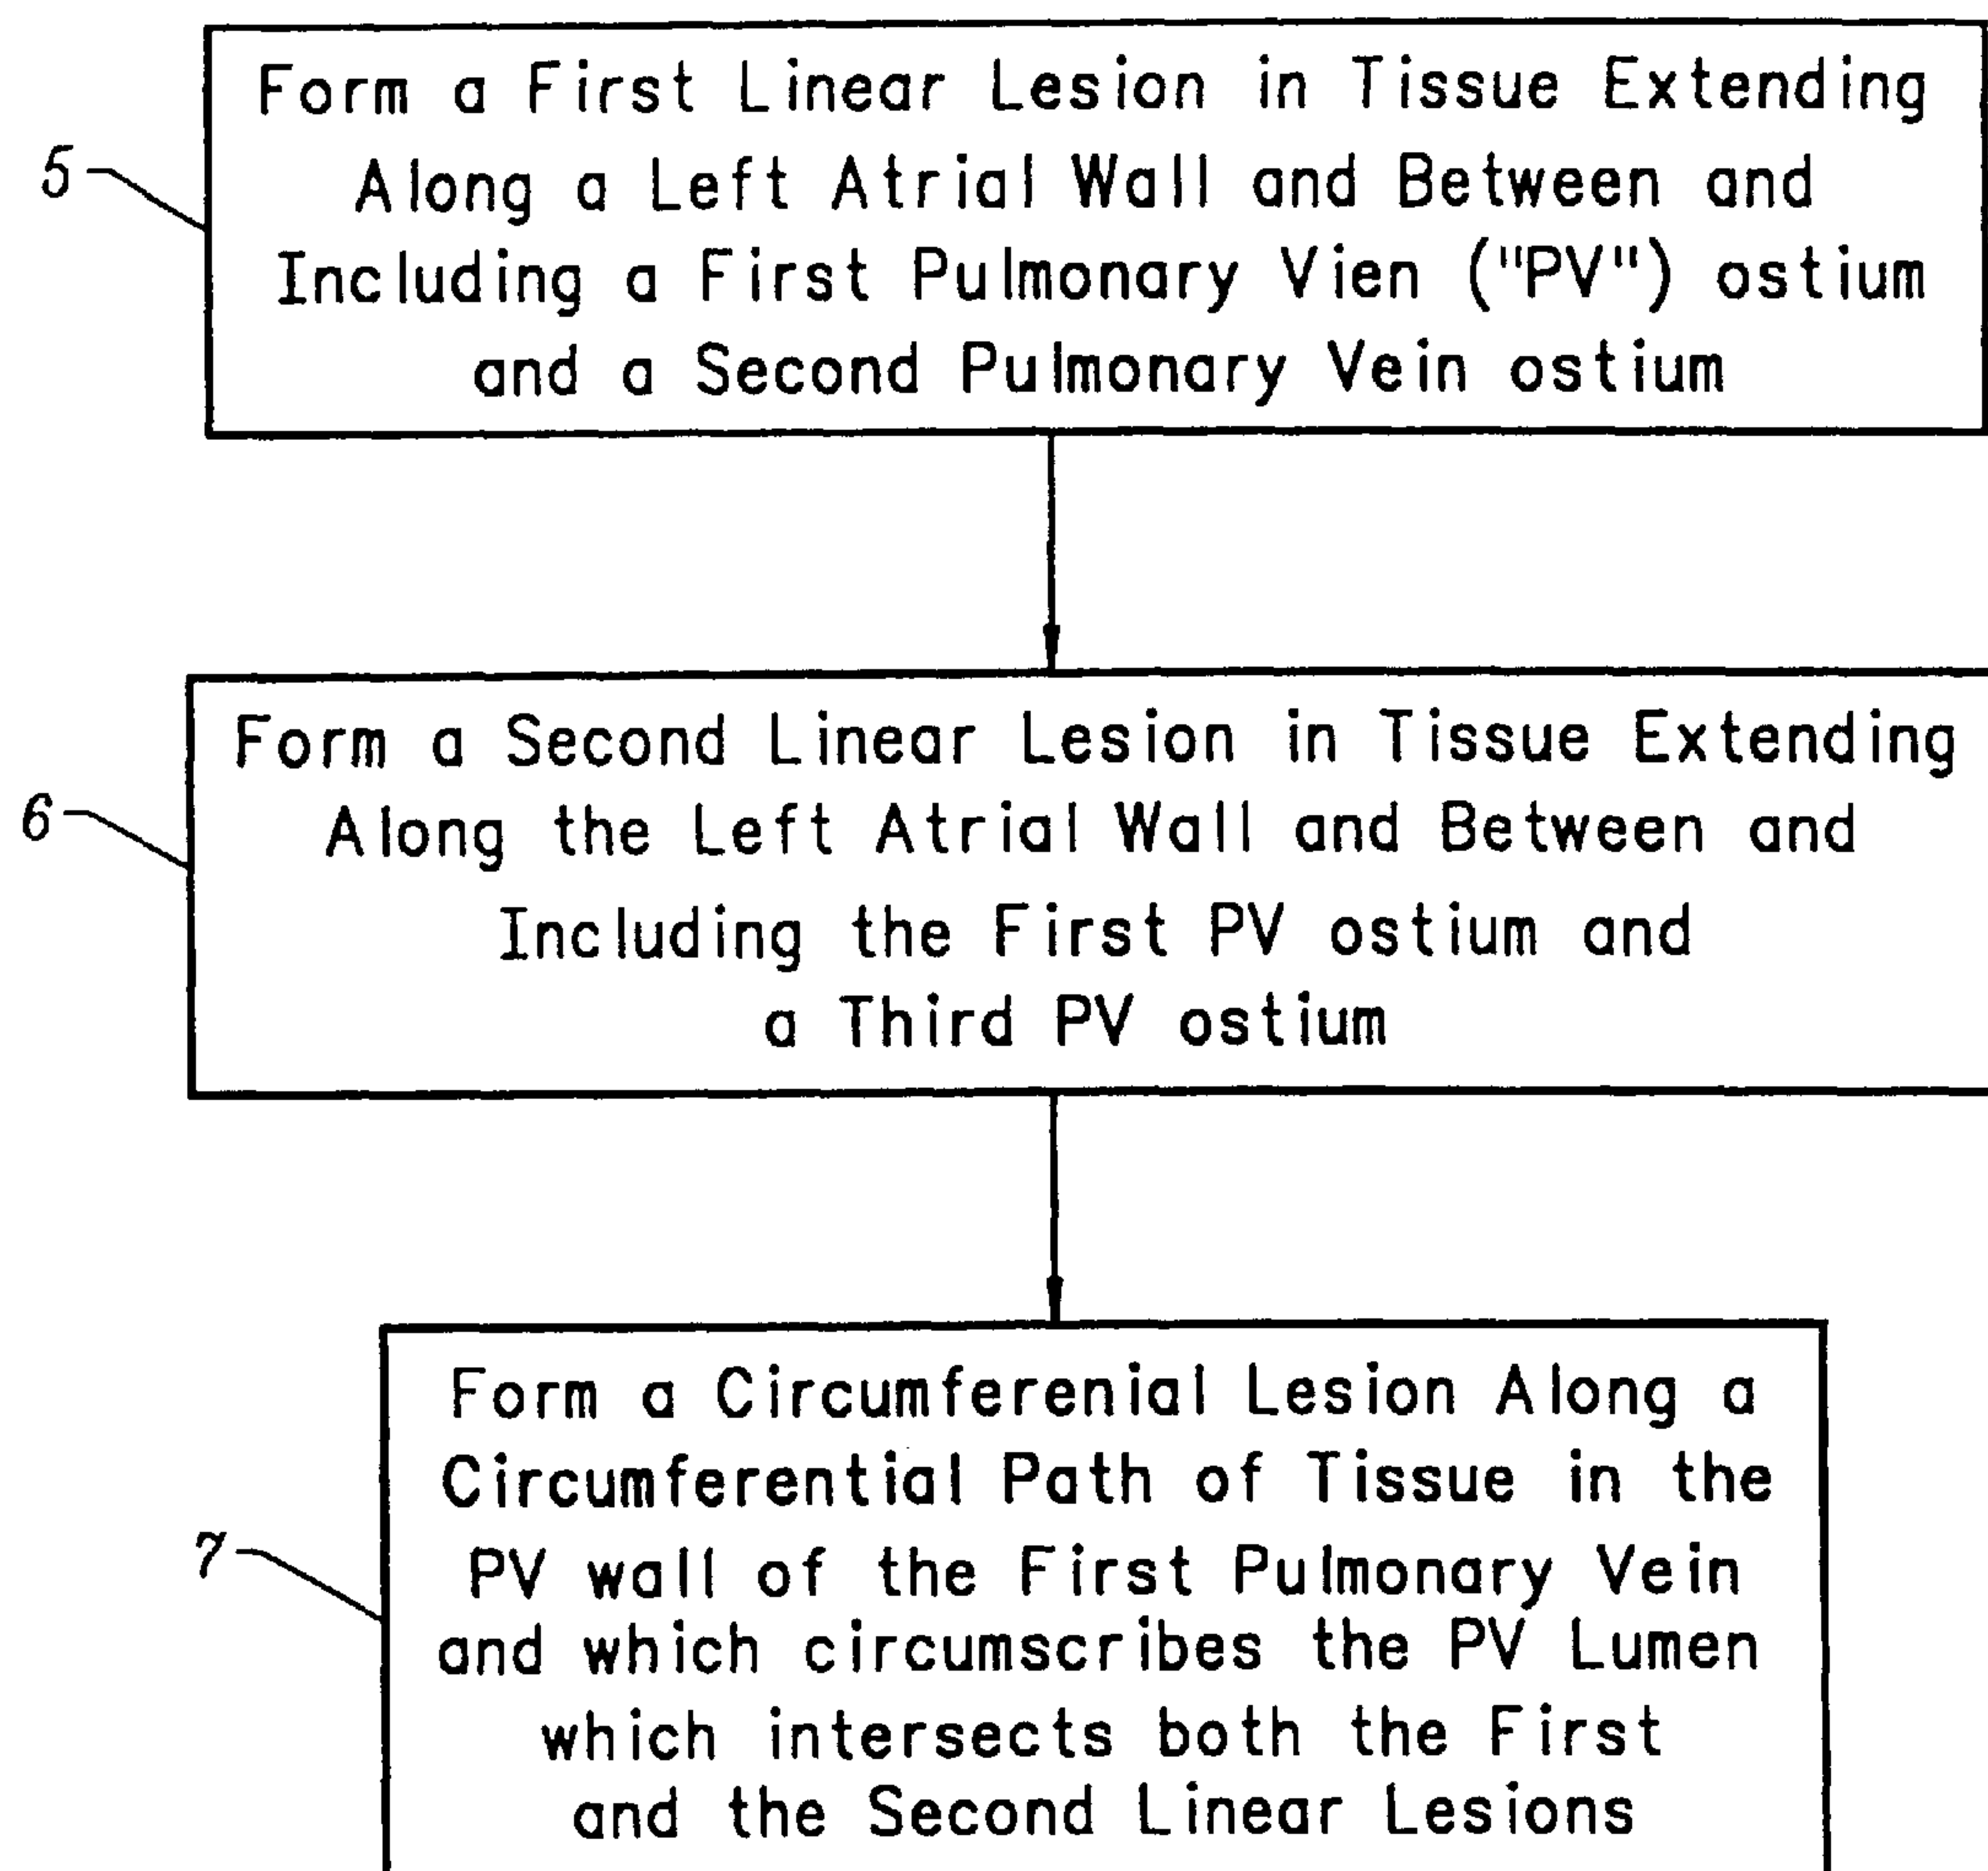 Form a First Linear Lesion in Tissue Extending
5
Along a Left Atrial Wall and Between and
Including a First Pulmonary Vien ("PV") ostium
and a Second Pulmonary Vein ostium
Form a Second Linear Lesion in Tissue Extending
6
Along the Left Atrial Wall and Between and
Including the First PV ostium and
a Third PV ostium
Form a Circumferenial Lesion Along a
Circumferential Path of Tissue in the
7
PV wall of the First Pulmonary Vein
and which circumscribes the PV Lumen
which intersects both the First
and the Second Linear Lesions